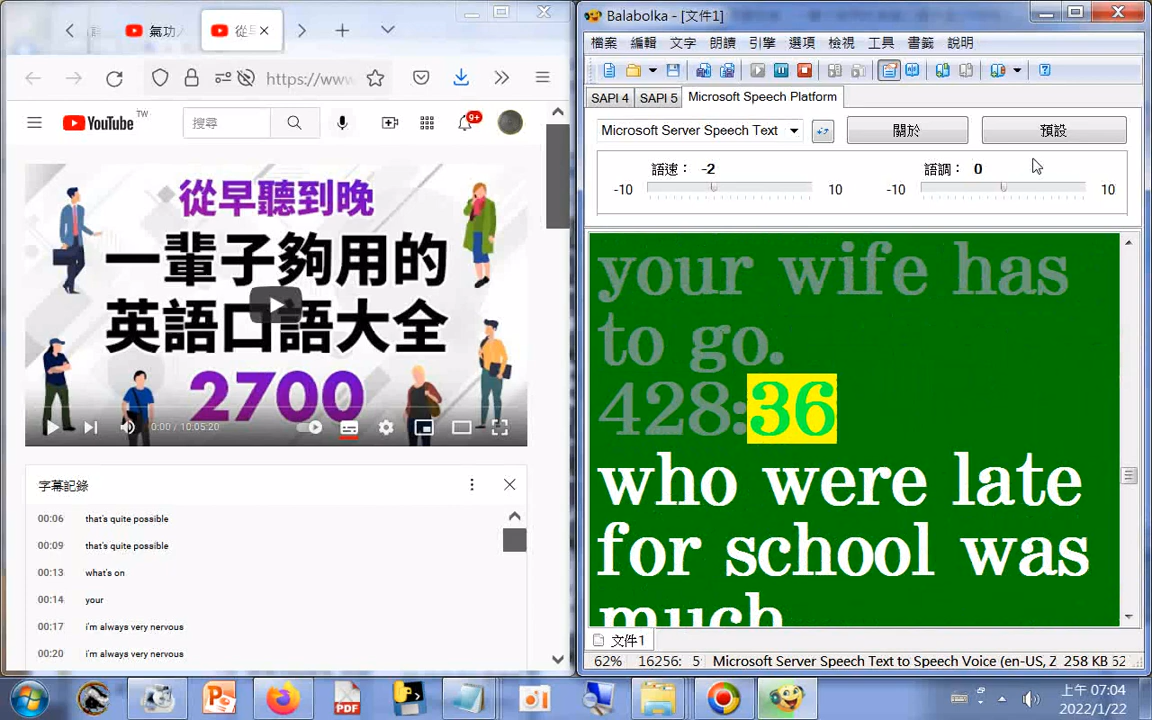 氣功
從
https://www
YouTube TW
搜尋
9+
從早聽到晚
一輩子夠用的
英語口語大全
2700
0:00 / 10:05:20
字幕記錄
00:06 that's quite possible
00:09 that's quite possible
00:13 what's on
00:14 your
00:17 i'm always very nervous
00:20 i'm always very nervous
Balabolka - [文件1]
檔案 編輯 文字 朗讀 引擎 選項 檢視 工具 書籤 說明
SAPI 4 SAPI 5 Microsoft Speech Platform
Microsoft Server Speech Text 關於 預設
語速： -2 語調： 0
-10 10 -10 10
your wife has
to go.
428:36
who were late
for school was
much
文件1
62% 16256: 5 Microsoft Server Speech Text to Speech Voice (en-US, Z 258 KB 52
PDF
上午 07:04
2022/1/22